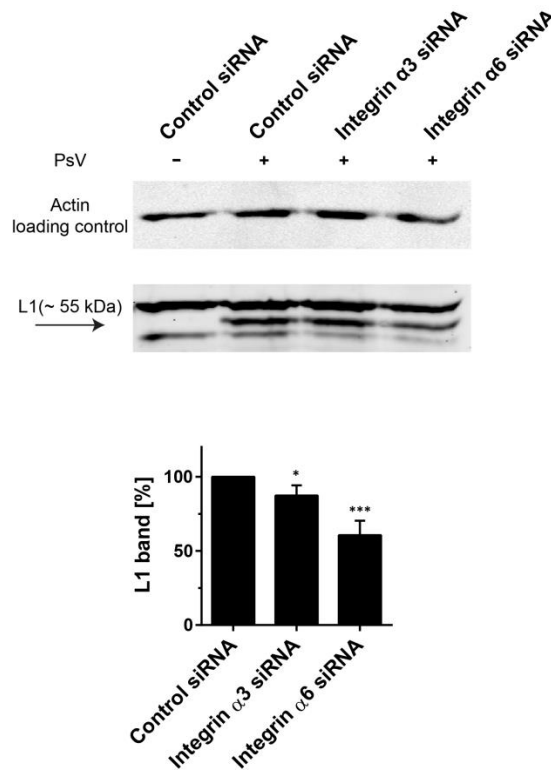 Control siRNA
Control siRNA
Integrin α3 siRNA
Integrin α6 siRNA
PsV - + + +
Actin
loading control
L1(~ 55 kDa)
L1 band [%]
100
50
0
*
***
Control siRNA
Integrin α3 siRNA
Integrin α6 siRNA